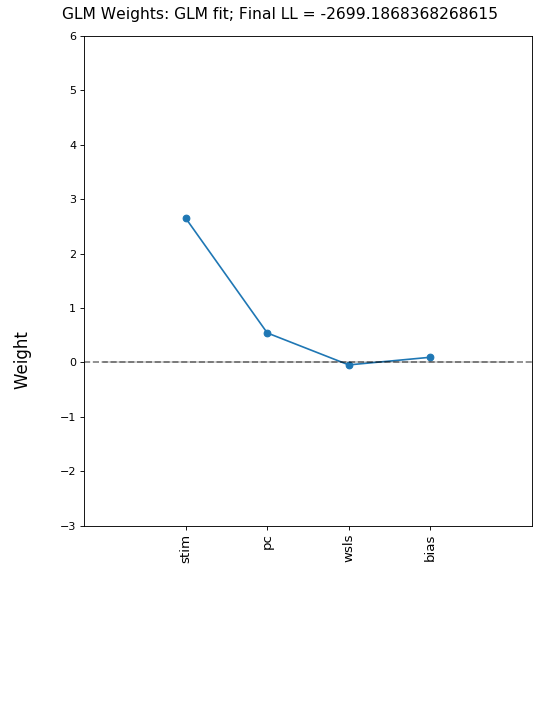 GLM Weights: GLM fit; Final LL = -2699.1868368268615
6
5
4
3
2
1
0
−1
−2
−3
Weight
stim
pc
wsls
bias